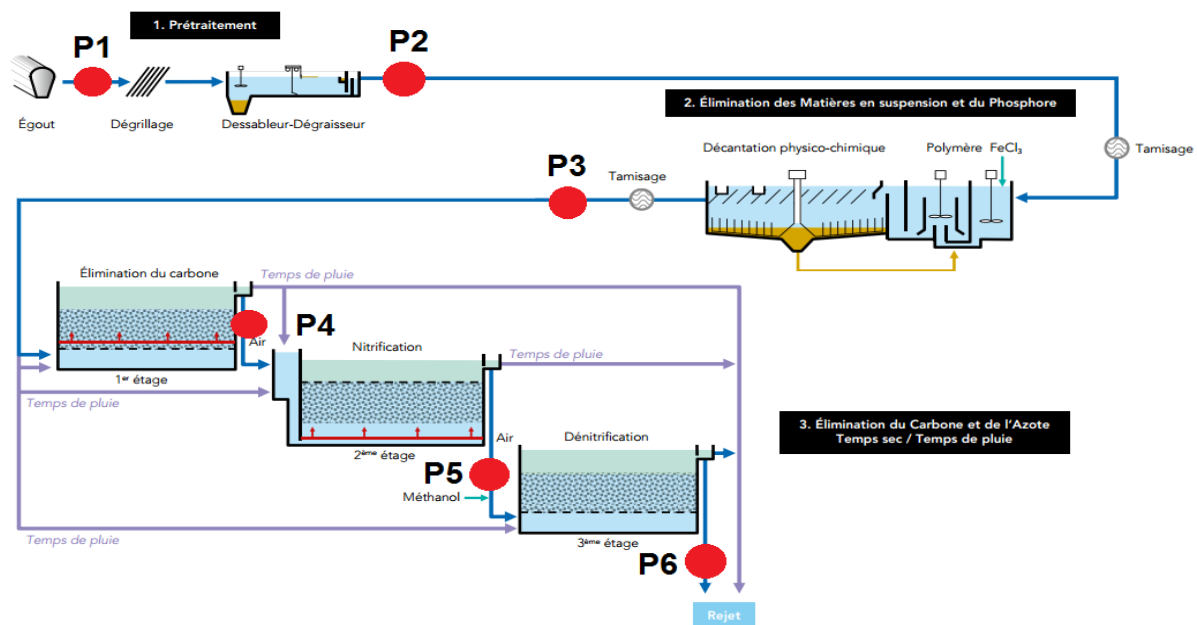 1. Prétraitement
P1
P2
Égout
Dégrillage
Dessableur-Dégraisseur
2. Élimination des Matières en suspension et du Phosphore
Décantation physico-chimique
Polymère FeCl₃
Tamisage
P3
Tamisage
Élimination du carbone
Temps de pluie
P4
Air
Nitrification
Temps de pluie
1er étage
Temps de pluie
3. Élimination du Carbone et de l'Azote
Temps sec / Temps de pluie
Air
Dénitrification
2ème étage
P5
Méthanol
Temps de pluie
3ème étage
P6
Rejet